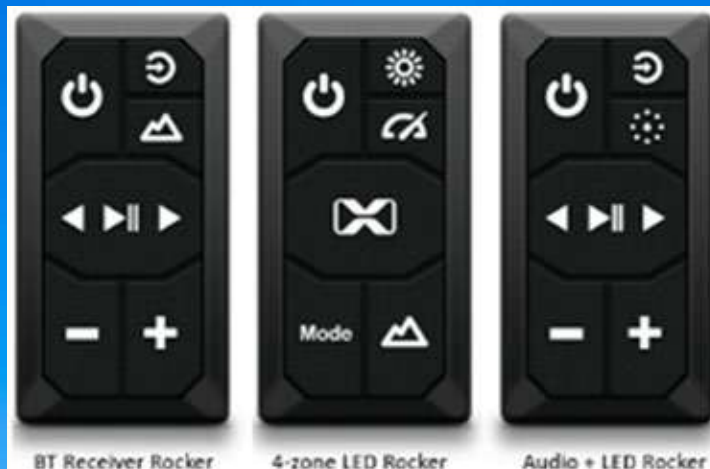 Mode
BT Receiver Rocker
4-zone LED Rocker
Audio + LED Rocker